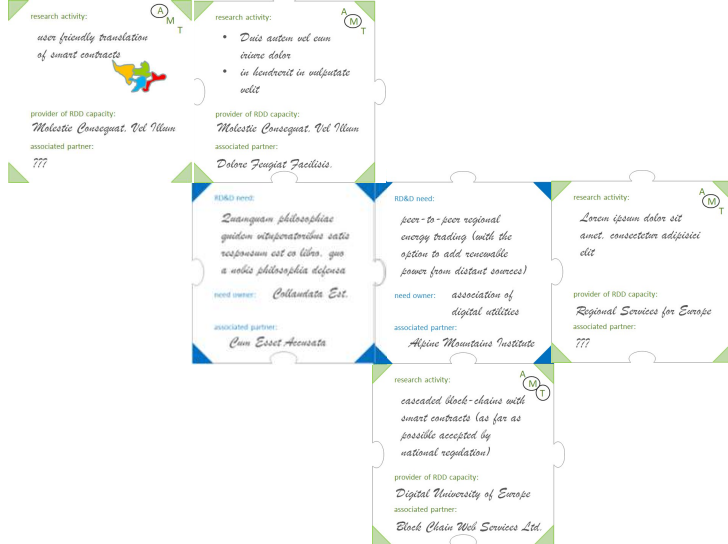 research activity:
A
M
T
user friendly translation
of smart contracts
provider of RDD capacity:
Molestie Consequat, Vel Illum
associated partner:
???
research activity:
A
M
T
• Duis autem vel eum
iriure dolor
• in hendrerit in vulputate
velit
provider of RDD capacity:
Molestie Consequat, Vel Illum
associated partner:
Dolore Feugiat Facilisis.
RD&D need:
Quamquam philosophiae
quidem vituperatoribus satis
responsum est eo libro, quo
a nobis philosophia defensa
need owner: Collaudata Est.
associated partner:
Cum Esset Accusata
RD&D need:
peer-to-peer regional
energy trading (with the
option to add renewable
power from distant sources)
need owner: association of
digital utilities
associated partner:
Alpine Mountains Institute
research activity:
A
M
T
Lorem ipsum dolor sit
amet, consectetur adipisici
elit
provider of RDD capacity:
Regional Services for Europe
associated partner:
???
research activity:
A
M
T
cascaded block-chains with
smart contracts (as far as
possible accepted by
national regulation)
provider of RDD capacity:
Digital University of Europe
associated partner:
Block Chain Web Services Ltd.